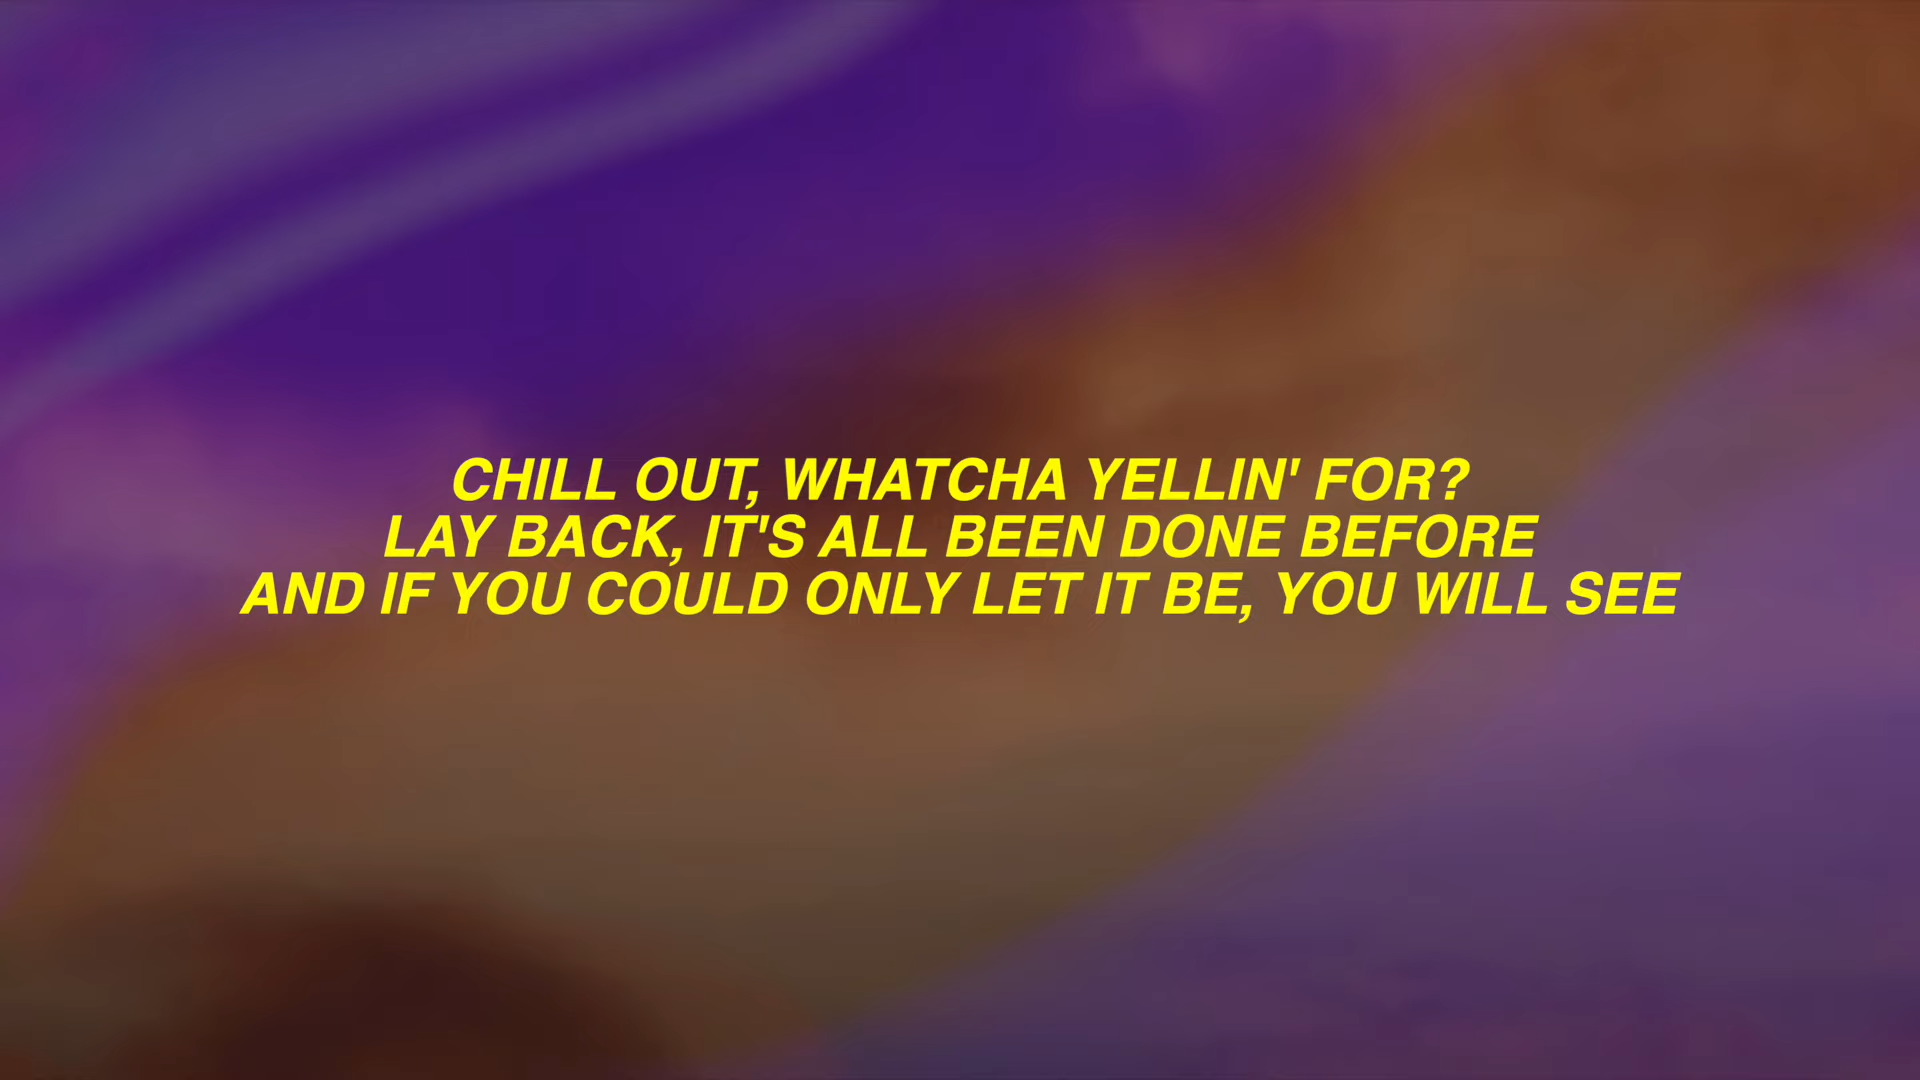 CHILL OUT, WHATCHA YELLIN' FOR?
LAY BACK, IT'S ALL BEEN DONE BEFORE
AND IF YOU COULD ONLY LET IT BE, YOU WILL SEE